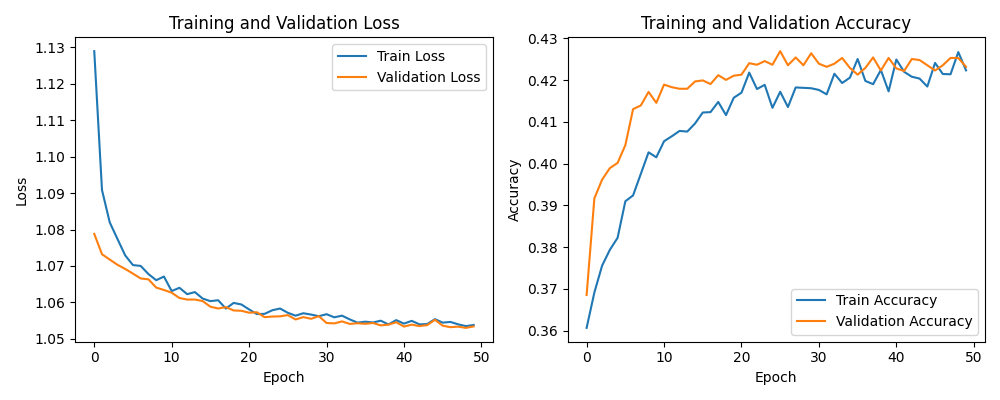 Training and Validation Loss
1.13
1.12
1.11
1.10
1.09
1.08
1.07
1.06
1.05
Loss
0 10 20 30 40 50
Epoch
Train Loss
Validation Loss
Training and Validation Accuracy
0.43
0.42
0.41
0.40
0.39
0.38
0.37
0.36
Accuracy
0 10 20 30 40 50
Epoch
Train Accuracy
Validation Accuracy